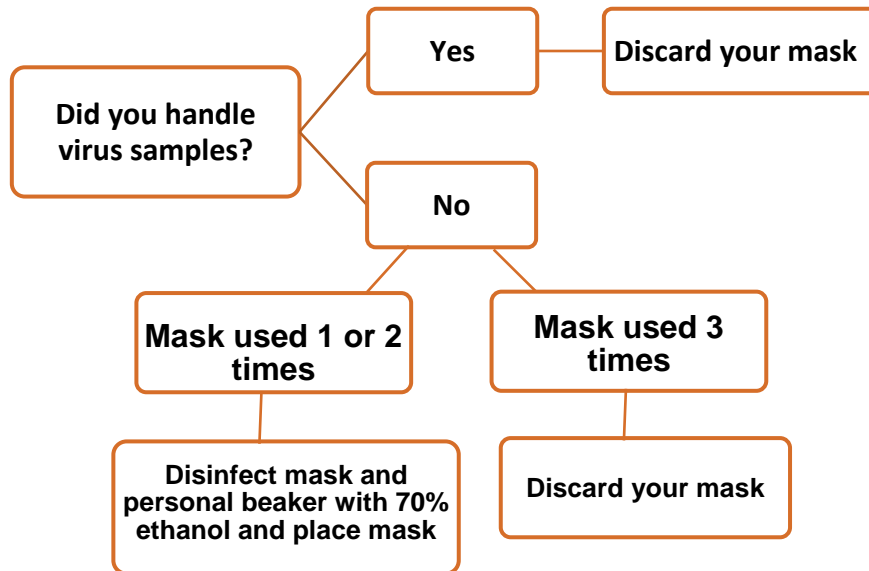 Yes
Discard your mask
Did you handle
virus samples?
No
Mask used 1 or 2
times
Mask used 3
times
Disinfect mask and
personal beaker with 70%
ethanol and place mask
Discard your mask